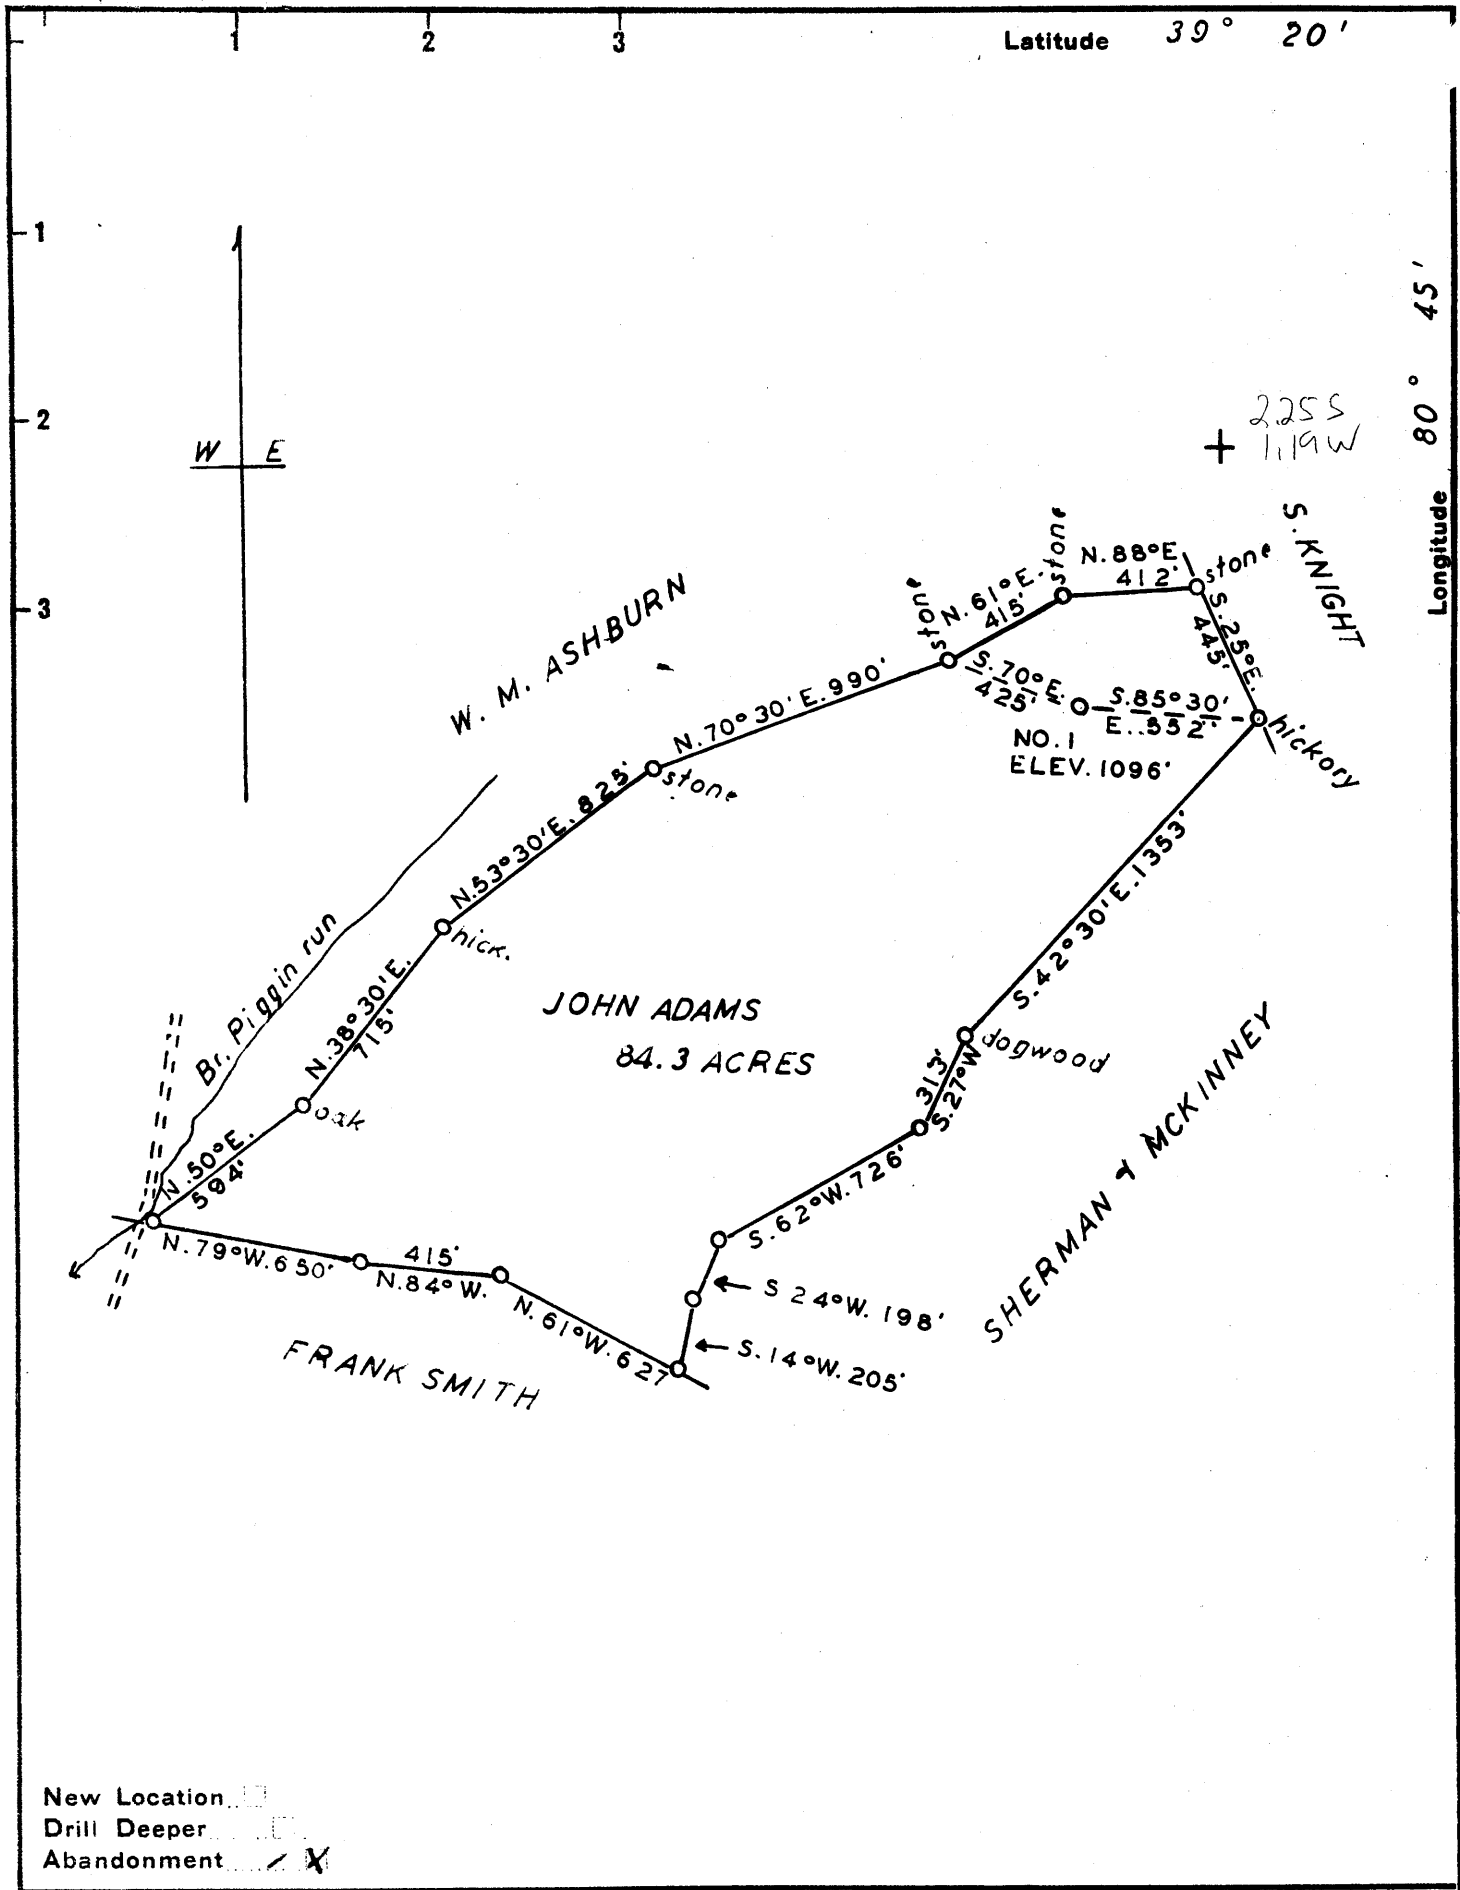 1 2 3
Latitude 39° 20'
1
2
3
80° 45'
Longitude
W E
+ 2.25 S
1.19 W
S. KNIGHT
W. M. ASHBURN
stone
stone
stone
N. 61° E.
415'
N. 88° E
412'
S. 25° E.
445'
S. 70° E.
425'
S. 85° 30'
E. 552'
hickory
NO. 1
ELEV. 1096'
N. 70° 30' E. 990'
stone
N. 53° 30' E. 825'
hick.
N. 38° 30' E.
715'
oak
Br. Piggin run
N. 50° E.
594'
JOHN ADAMS
84.3 ACRES
S. 42° 30' E. 1353'
dogwood
313'
S. 27° W
SHERMAN & MCKINNEY
S. 62° W. 726'
S 24° W. 198'
S. 14° W. 205'
N. 79° W. 650'
415'
N. 84° W.
N. 61° W. 627
FRANK SMITH
New Location
Drill Deeper
Abandonment X